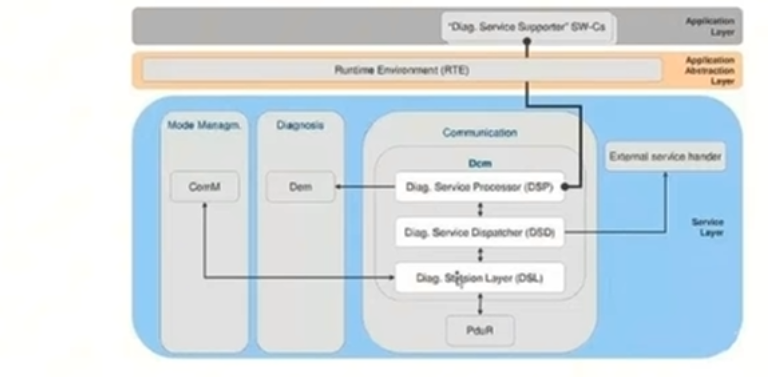 "Diag. Service Supporter" SW-Cs
Application
Layer
Runtime Environment (RTE)
Application
Abstraction
Layer
Mode Managm.
Diagnosis
Communication
External service hander
Dcm
ComM
Dem
Diag. Service Processor (DSP)
Diag. Service Dispatcher (DSD)
Service
Layer
Diag. Session Layer (DSL)
PduR